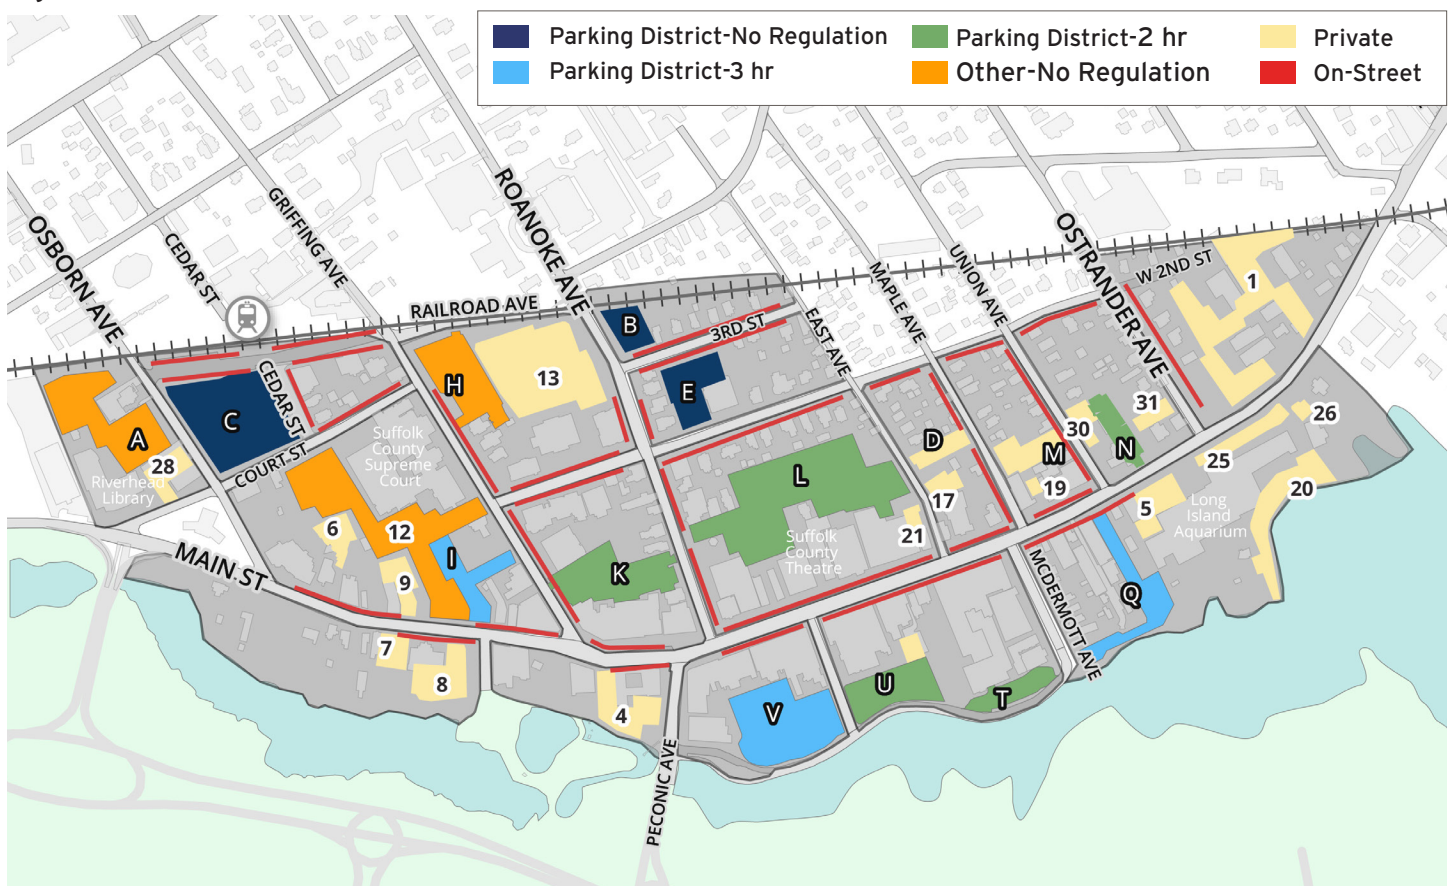 Parking District-No Regulation
Parking District-2 hr
Private
Parking District-3 hr
Other-No Regulation
On-Street
OSBORN AVE
CEDAR ST
GRIFFING AVE
ROANOKE AVE
RAILROAD AVE
3RD ST
EAST AVE
MAPLE AVE
UNION AVE
OSTRANDER AVE
W 2ND ST
1
B
E
H
13
C
CEDAR ST
COURT ST
A
28
Riverhead
Library
Suffolk
County
Supreme
Court
D
M
30
31
N
26
25
20
19
17
21
5
Long
Island
Aquarium
L
Suffolk
County
Theatre
6
12
I
9
K
MAIN ST
7
8
4
V
U
T
Q
MCDERMOTT AVE
PECONIC AVE